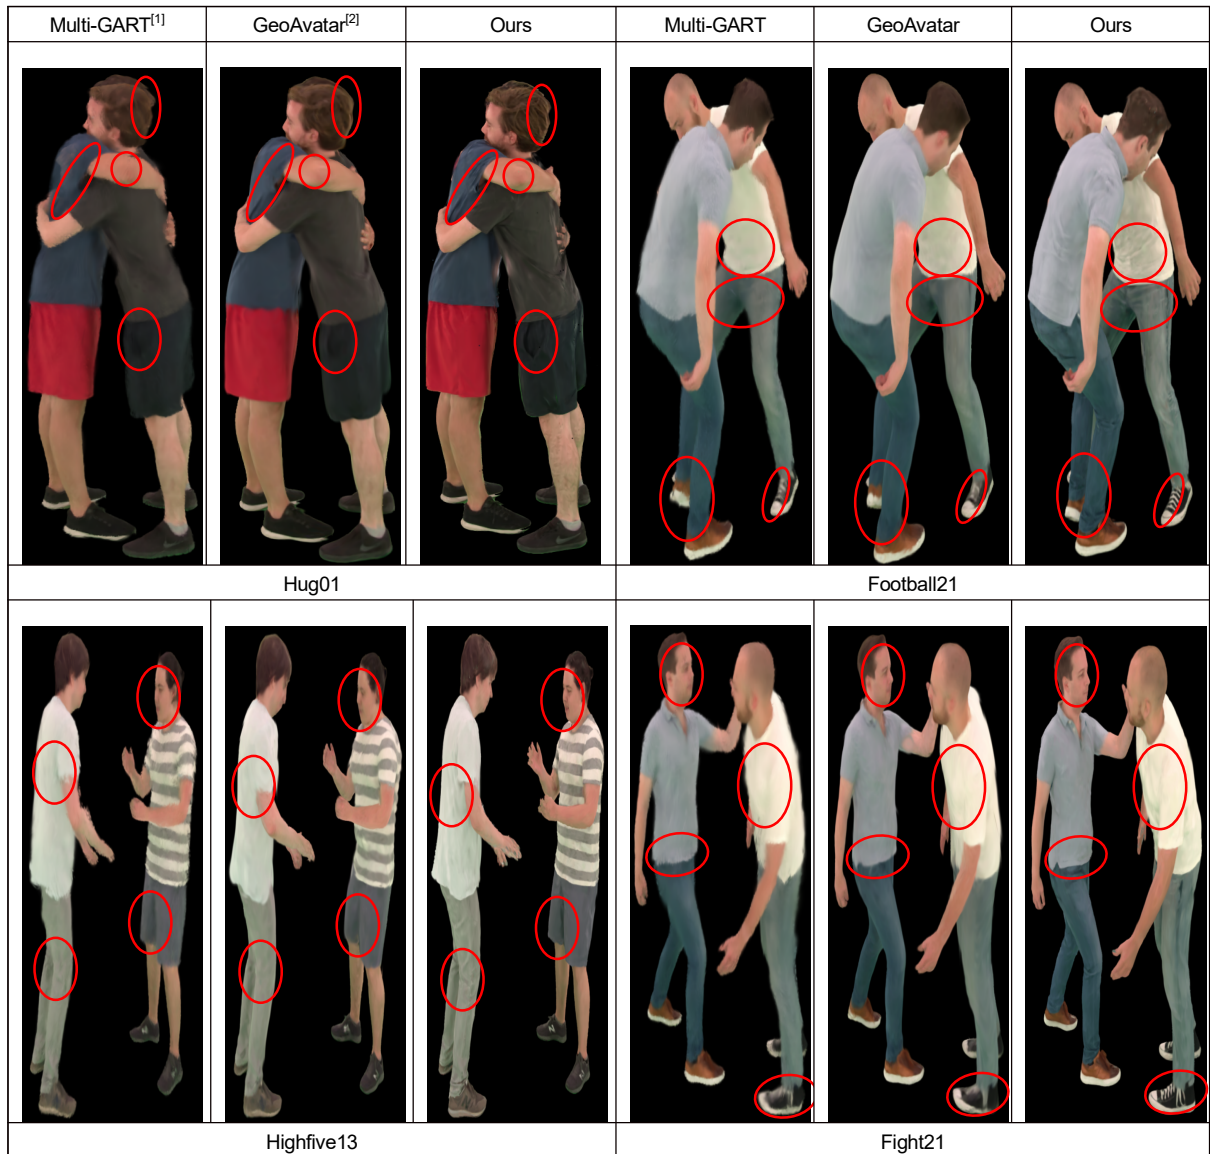 Multi-GART[1] GeoAvatar[2] Ours Multi-GART GeoAvatar Ours
Hug01 Football21
Highfive13 Fight21